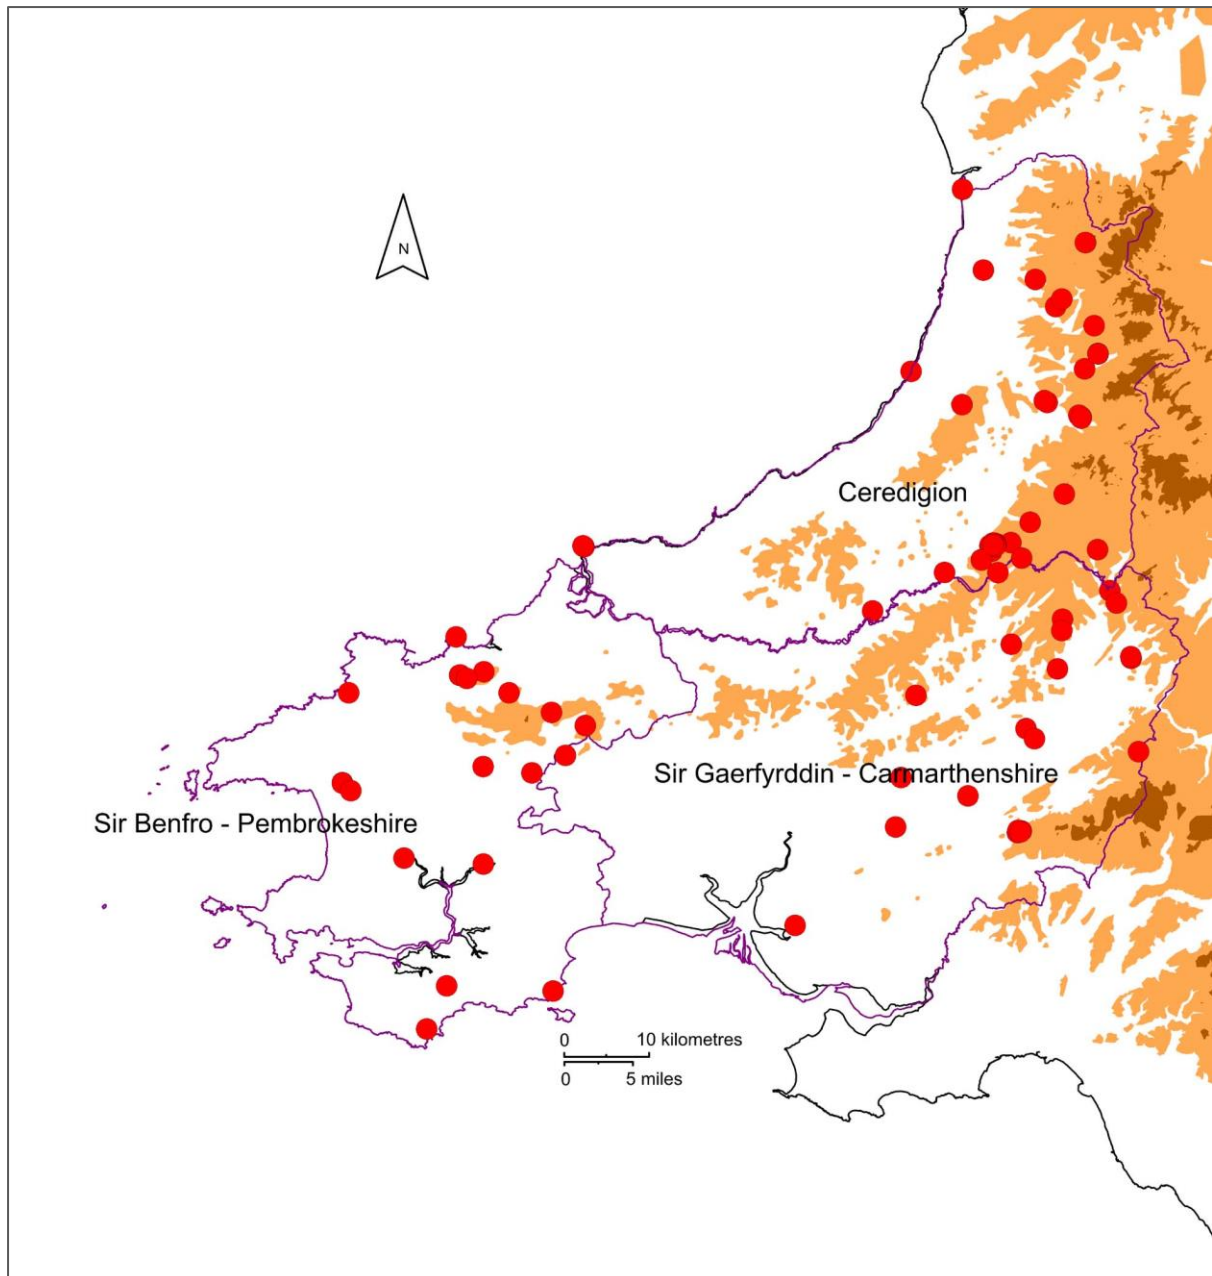 N
Ceredigion
Sir Gaerfyrddin - Carmarthenshire
Sir Benfro - Pembrokeshire
0 10 kilometres
0 5 miles